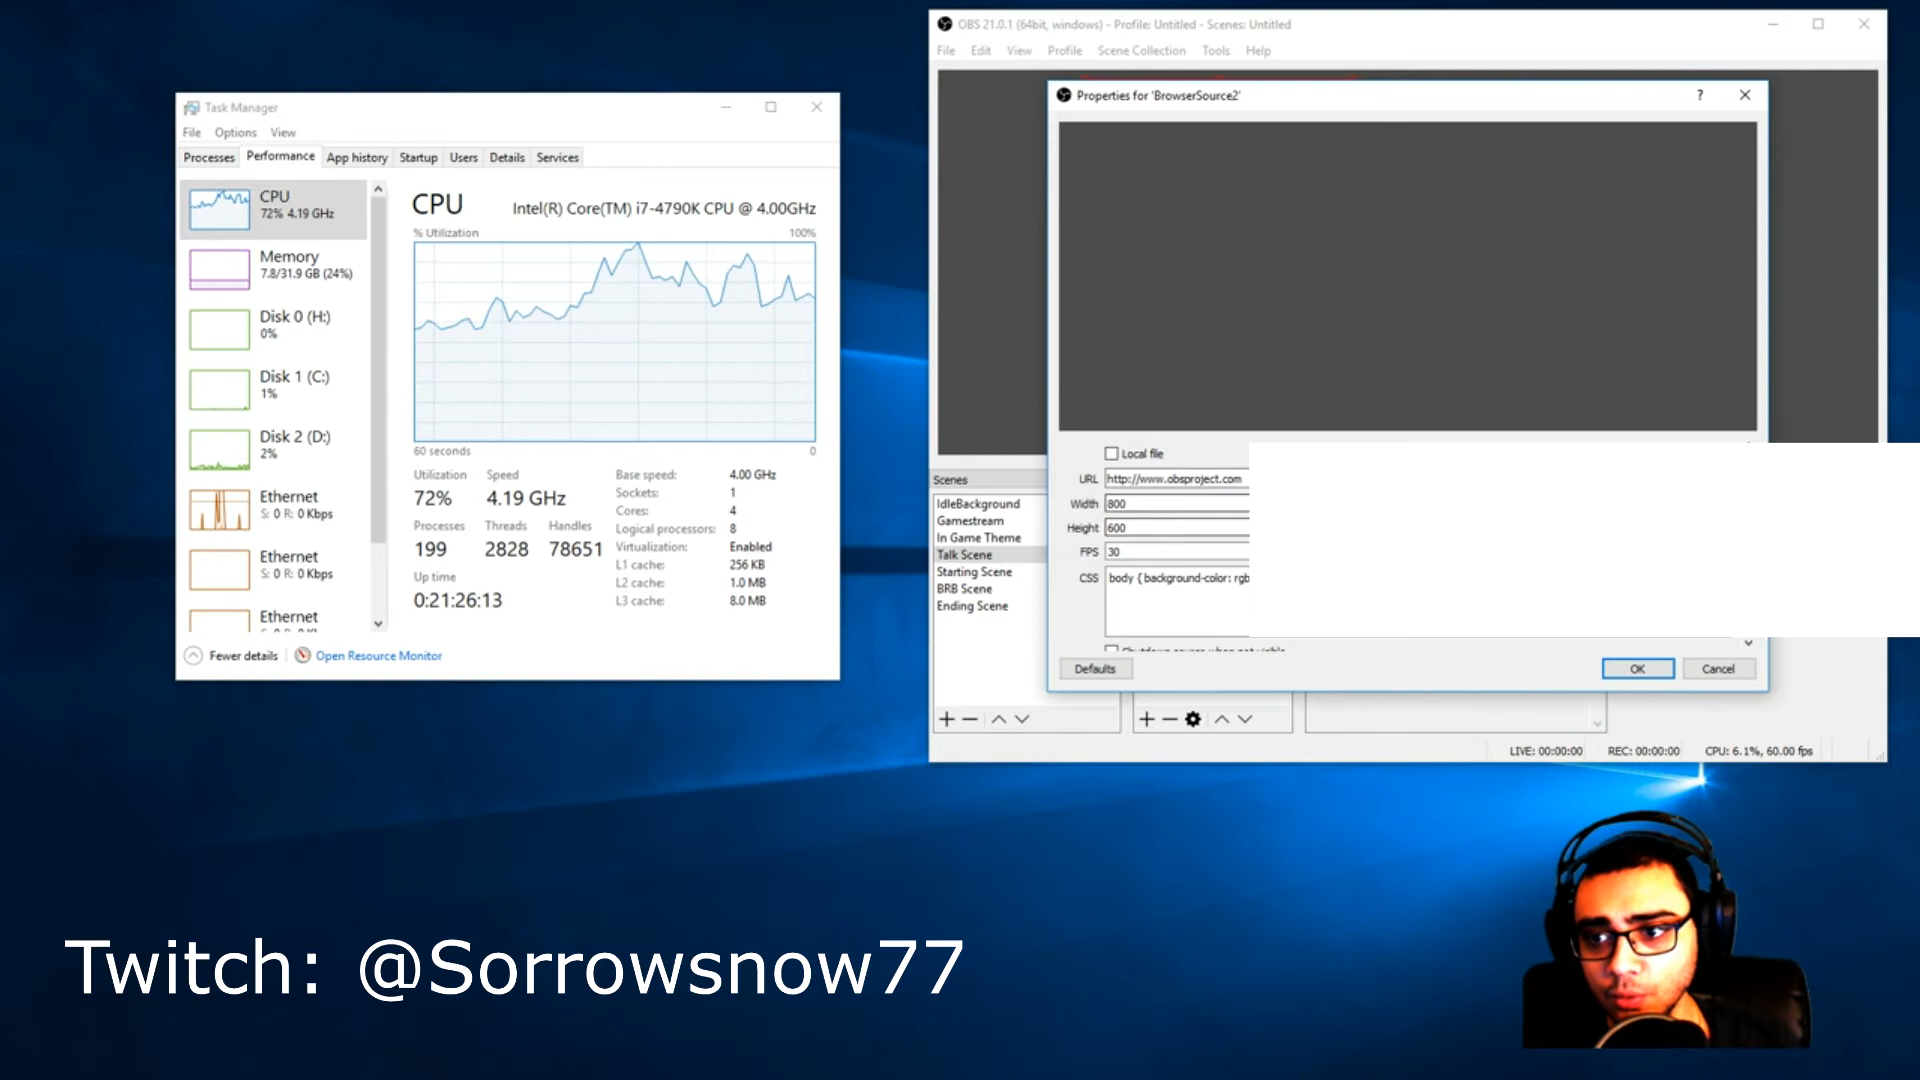 Task Manager
File Options View
Processes Performance App history Startup Users Details Services
CPU
72% 4.19 GHz
Memory
7.8/31.9 GB (24%)
Disk 0 (H:)
0%
Disk 1 (C:)
1%
Disk 2 (D:)
2%
Ethernet
S: 0 R: 0 Kbps
Ethernet
S: 0 R: 0 Kbps
Ethernet
CPU Intel(R) Core(TM) i7-4790K CPU @ 4.00GHz
% Utilization 100%
60 seconds 0
Utilization Speed
72% 4.19 GHz
Processes Threads Handles
199 2828 78651
Up time
0:21:26:13
Base speed: 4.00 GHz
Sockets: 1
Cores: 4
Logical processors: 8
Virtualization: Enabled
L1 cache: 256 KB
L2 cache: 1.0 MB
L3 cache: 8.0 MB
Fewer details Open Resource Monitor
OBS 21.0.1 (64bit, windows) - Profile: Untitled - Scenes: Untitled
File Edit View Profile Scene Collection Tools Help
Properties for 'BrowserSource2' ?
Local file
URL http://www.obsproject.com
Width 800
Height 600
FPS 30
CSS body { background-color: rgb
Shutdown source when not visible
Defaults OK Cancel
Scenes
IdleBackground
Gamestream
In Game Theme
Talk Scene
Starting Scene
BRB Scene
Ending Scene
LIVE: 00:00:00 REC: 00:00:00 CPU: 6.1%, 60.00 fps
Twitch: @Sorrowsnow77